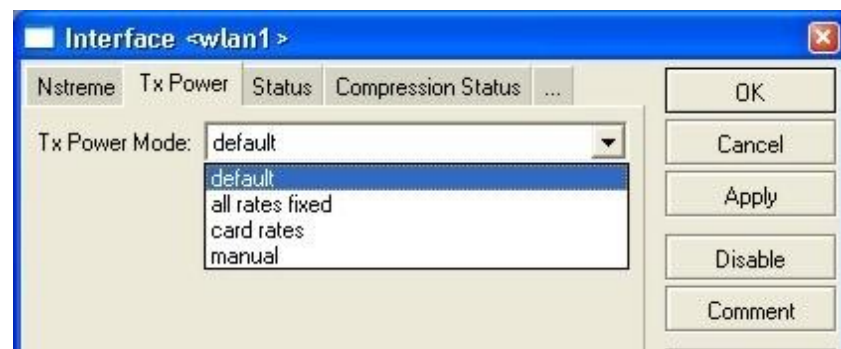 Interface <wlan1>
Nstreme Tx Power Status Compression Status ...
OK
Tx Power Mode: default
Cancel
default
all rates fixed
card rates
manual
Apply
Disable
Comment